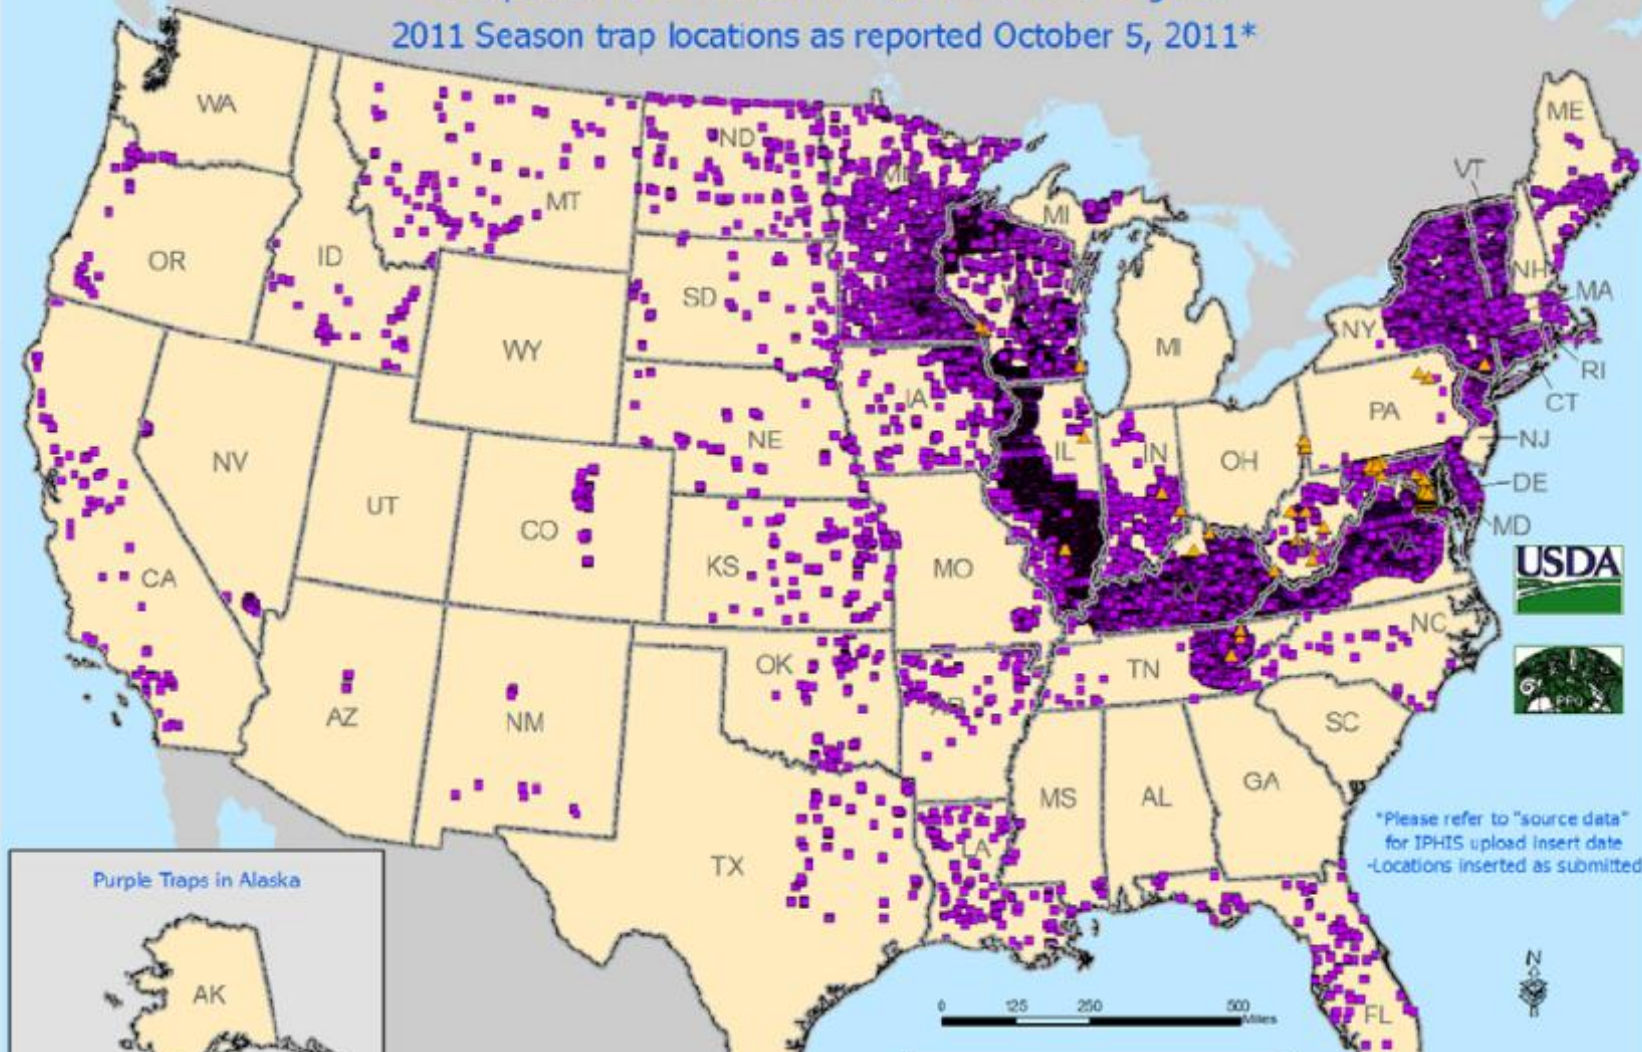 2011 Season trap locations as reported October 5, 2011*
WA
ME
VT
ND
MT
MI
OR
ID
NH
MA
SD
NY
WY
MI
RI
CT
IA
PA
NE
NJ
NV
IL
IN
OH
DE
UT
CO
MD
KS
VA
CA
MO
KY
USDA
NC
OK
TN
AR
PPQ
AZ
NM
SC
MS
AL
GA
*Please refer to "source data"
for IPHIS upload insert date
-Locations inserted as submitted
TX
LA
Purple Traps in Alaska
N
AK
0 125 250 500
Miles
FL